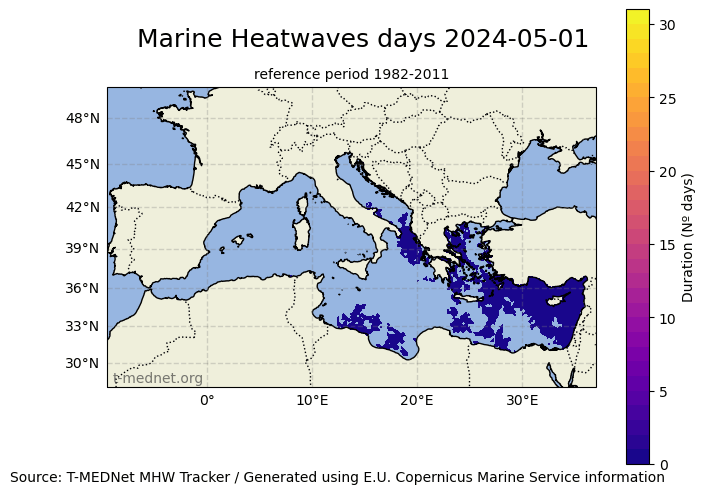 Marine Heatwaves days 2024-05-01
reference period 1982-2011
48°N
45°N
42°N
39°N
36°N
33°N
30°N
t-mednet.org
0°
10°E
20°E
30°E
30
25
20
15
10
5
0
Duration (Nº days)
Source: T-MEDNet MHW Tracker / Generated using E.U. Copernicus Marine Service information